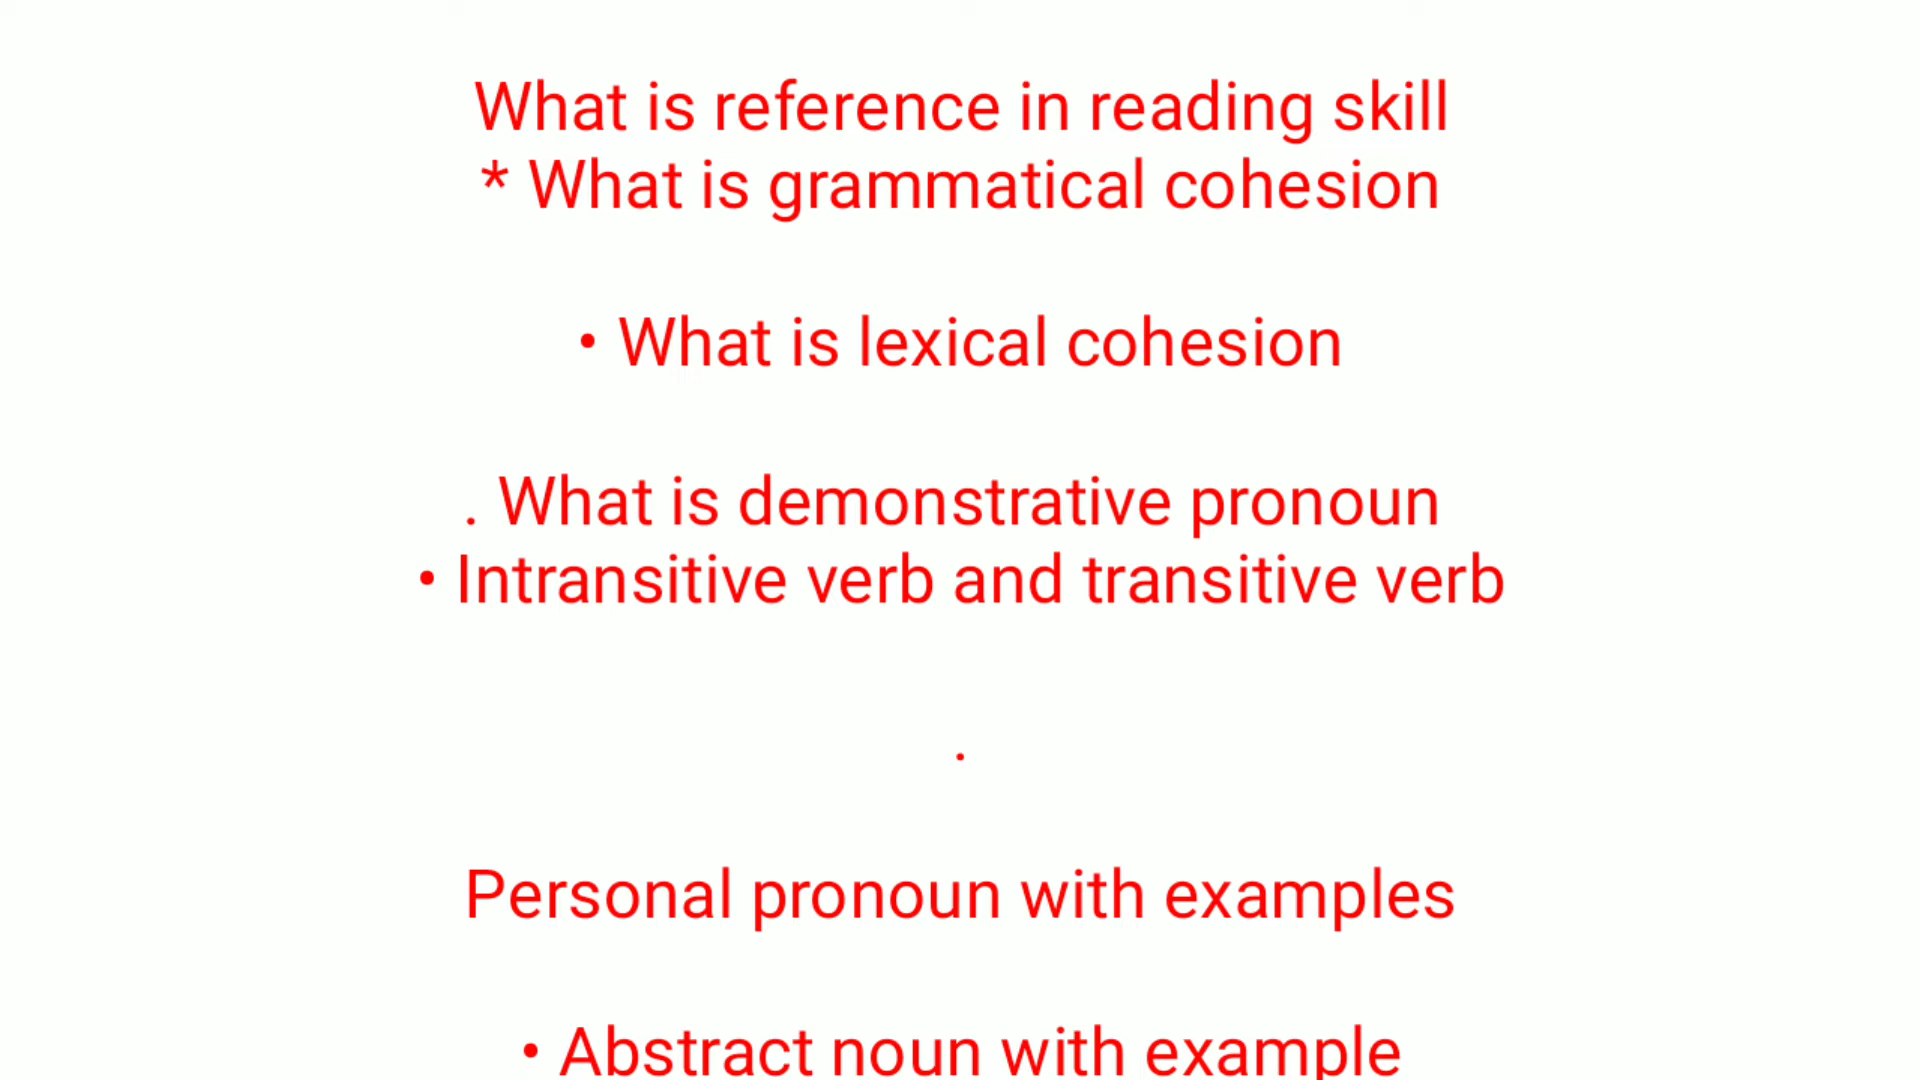 What is reference in reading skill
* What is grammatical cohesion
• What is lexical cohesion
. What is demonstrative pronoun
• Intransitive verb and transitive verb
.
Personal pronoun with examples
• Abstract noun with example